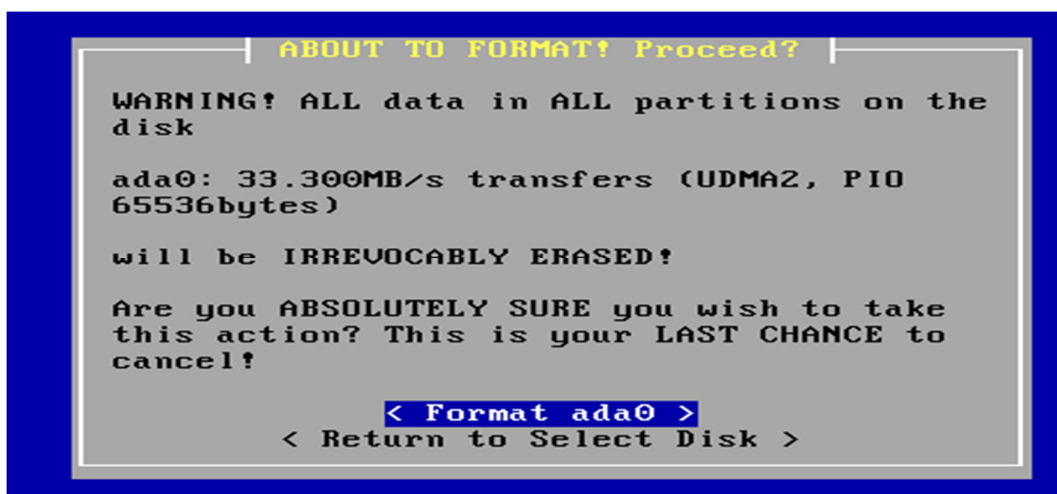 ABOUT TO FORMAT! Proceed?
WARNING! ALL data in ALL partitions on the
disk
ada0: 33.300MB/s transfers (UDMA2, PIO
65536bytes)
will be IRREVOCABLY ERASED!
Are you ABSOLUTELY SURE you wish to take
this action? This is your LAST CHANCE to
cancel!
< Format ada0 >
< Return to Select Disk >